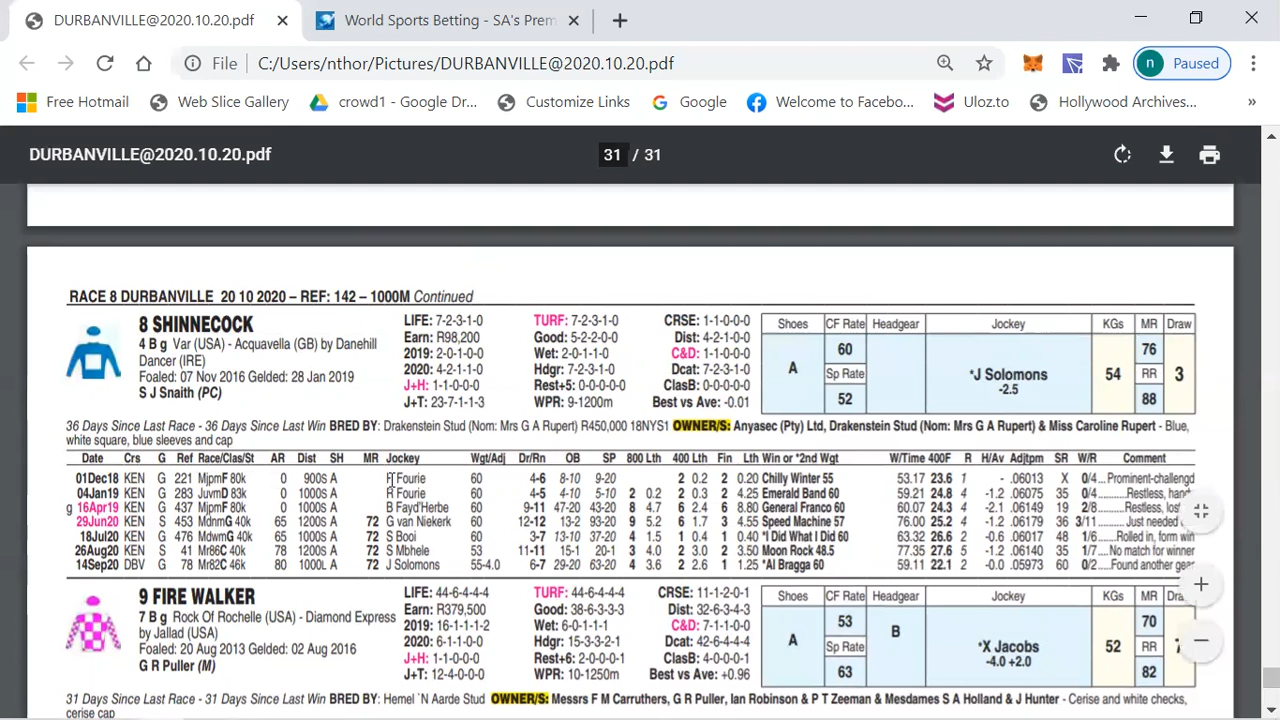 DURBANVILLE@2020.10.20.pdf
World Sports Betting - SA's Prem
n Paused
File C:/Users/nthor/Pictures/DURBANVILLE@2020.10.20.pdf
Free Hotmail Web Slice Gallery crowd1 - Google Dr... Customize Links Google Welcome to Facec... Uloz.to Hollywood Archives... »
DURBANVILLE@2020.10.20.pdf 31 / 31
RACE 8 DURBANVILLE 20 10 2020 – REF: 142 – 1000M Continued
8 SHINNECOCK
4 B g Var (USA) - Acquavella (GB) by Danehill
Dancer (IRE)
Foaled: 07 Nov 2016 Gelded: 28 Jan 2019
S J Snaith (PC)
LIFE: 7-2-3-1-0 TURF: 7-2-3-1-0 CRSE: 1-1-0-0-0
Earn: R98,200 Good: 5-2-2-0-0 Dist: 4-2-1-0-0
2019: 2-0-1-0-0 Wet: 2-0-1-1-0 C&D: 1-1-0-0-0
2020: 4-2-1-1-0 Hdgr: 7-2-3-1-0 Dcat: 7-2-3-1-0
J+H: 1-1-0-0-0 Rest+5: 0-0-0-0-0 ClasB: 0-0-0-0-0
J+T: 23-7-1-1-3 WPR: 9-1200m Best vs Ave: -0.01
Shoes CF Rate Headgear Jockey KGs MR Draw
A 60 Sp Rate 52 *J Solomons -2.5 54 76 RR 88 3
36 Days Since Last Race - 36 Days Since Last Win BRED BY: Drakenstein Stud (Nom: Mrs G A Rupert) R450,000 18NYS1 OWNER/S: Anyasec (Pty) Ltd, Drakenstein Stud (Nom: Mrs G A Rupert) & Miss Caroline Rupert - Blue,
white square, blue sleeves and cap
Date Crs G Ref Race/Clas/St AR Dist SH MR Jockey Wgt/Adj Dr/Rn OB SP 800 Lth 400 Lth Fin Lth Win or *2nd Wgt W/Time 400F R H/Av Adjtpm SR W/R Comment
01Dec18 KEN G 221 MjpmF 80k 0 900S A Fourie 60 4-6 8-10 9-20 2 0.2 2 0.20 Chilly Winter 55 53.17 23.6 1 - .06013 X 0/4 ..Prominent-challengd
04Jan19 KEN G 283 JuvmD 83k 0 1000S A R Fourie 60 4-5 4-10 5-10 2 0.2 2 0.3 2 4.25 Emerald Band 60 59.21 24.8 4 -1.2 .06075 35 0/4 ........Restless, hand
g 16Apr19 KEN G 407 MjpmF 80k 0 1000S A B Fayd'Herbe 60 9-11 47-20 43-20 8 4.7 6 2.4 6 8.80 General Franco 60 60.07 24.3 4 -2.1 .06149 19 2/8 ........Restless,
29Jun20 KEN S 453 MdnmG 40k 65 1200S A 72 G van Niekerk 60 12-12 13-2 93-20 9 5.2 6 1.7 3 4.55 Speed Machine 57 76.00 25.2 4 -1.2 .06179 36 3/11 ........Just needed
18Jul20 KEN G 476 MdwmG 40k 65 1000S A 72 S Booi 60 3-7 13-10 37-20 4 1.5 1 0.4 1 0.40 *I Did What I Did 60 63.32 26.6 2 -0.6 .06017 48 1/6 ......Rolled in, form win
26Aug20 KEN S 41 Mr86C 46k 78 1200S A 72 S Mbhele 53 11-11 15-1 20-1 2 3 4.0 2 3.0 2 3.50 Moon Rock 48.5 77.35 27.6 5 -1.2 .06140 35 1/7 ...No match for winner
14Sep20 DBV G 78 Mr82C 46k 80 1000L A 72 J Solomons 55-4.0 6-7 29-20 63-20 4 3.6 2 2.6 1 1.25 *Al Bragga 60 59.11 22.1 2 -0.0 .05973 60 0/2 ....Found another gear
9 FIRE WALKER
7 B g Rock Of Rochelle (USA) - Diamond Express
by Jallad (USA)
Foaled: 20 Aug 2013 Gelded: 02 Aug 2016
G R Puller (M)
LIFE: 44-6-4-4-4 TURF: 44-6-4-4-4 CRSE: 11-1-2-0-1
Earn: R379,500 Good: 38-6-3-3-3 Dist: 32-6-3-4-3
2019: 16-1-1-1-2 Wet: 6-0-1-1-1 C&D: 7-1-1-0-0
2020: 6-1-1-0-0 Hdgr: 15-3-3-2-1 Dcat: 42-6-4-4-4
J+H: 1-1-0-0-0 Rest+6: 2-0-0-0-1 ClasB: 4-0-0-0-1
J+T: 12-4-0-0-0 WPR: 10-1250m Best vs Ave: +0.96
Shoes CF Rate Headgear Jockey KGs MR
A 53 Sp Rate 63 B *X Jacobs -4.0 +2.0 52 70 RR 82
31 Days Since Last Race - 31 Days Since Last Win BRED BY: Hemel `N Aarde Stud OWNER/S: Messrs F M Carruthers, G R Puller, Ian Robinson & P T Zeeman & Mesdames S A Holland & J Hunter - Cerise and white checks,
cerise cap